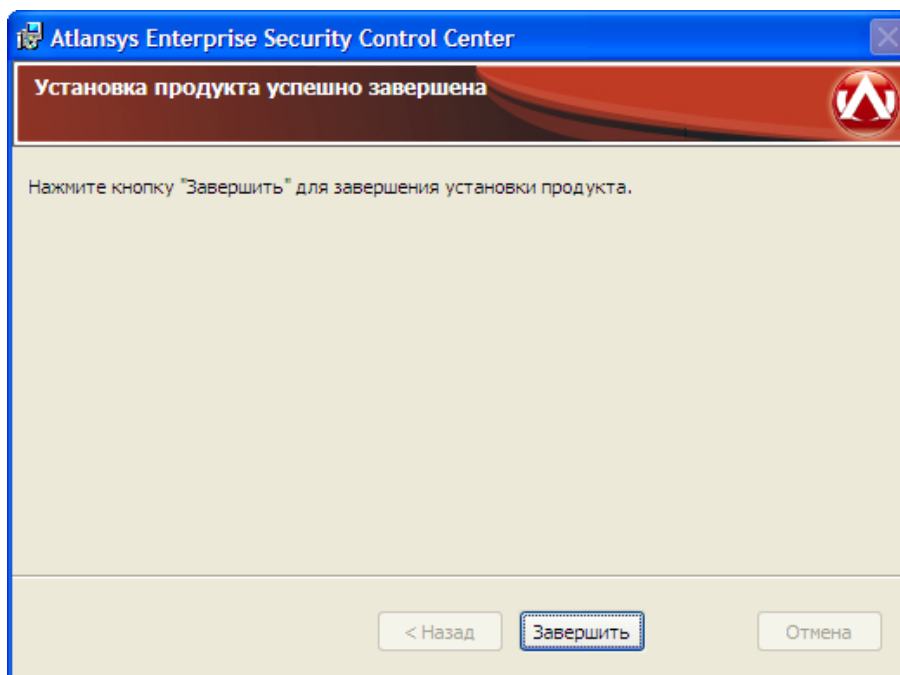 Atlansys Enterprise Security Control Center
Установка продукта успешно завершена
Нажмите кнопку "Завершить" для завершения установки продукта.
< Назад
Завершить
Отмена